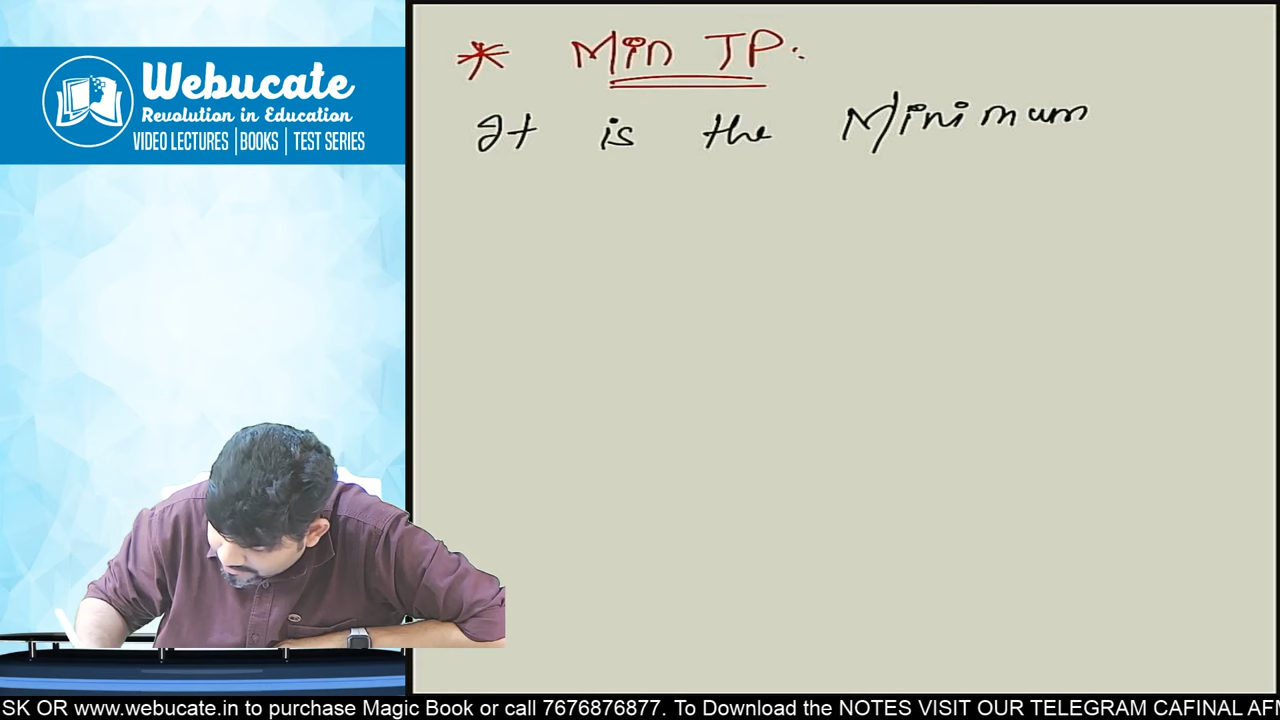 Webucate
Revolution in Education
VIDEO LECTURES | BOOKS | TEST SERIES
* Min TP:
It is the Minimum
SK OR www.webucate.in to purchase Magic Book or call 7676876877. To Download the NOTES VISIT OUR TELEGRAM CAFINAL AF